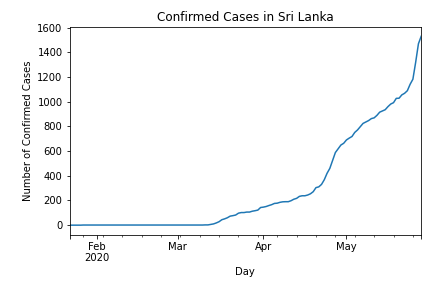 Confirmed Cases in Sri Lanka
Number of Confirmed Cases
1600
1400
1200
1000
800
600
400
200
0
Feb
2020
Mar
Apr
May
Day